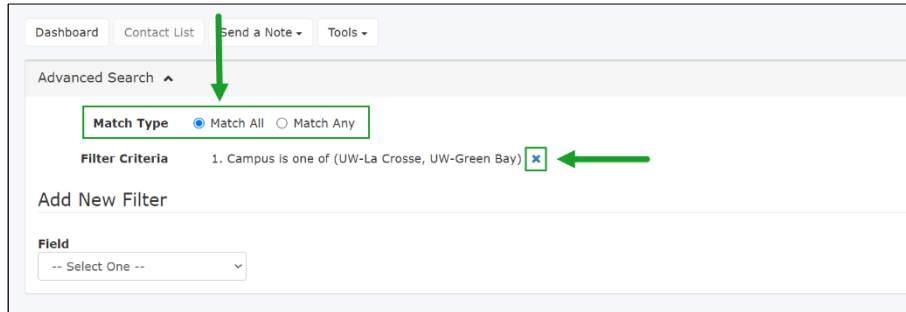 Dashboard Contact List Send a Note Tools
Advanced Search
Match Type Match All Match Any
Filter Criteria 1. Campus is one of (UW-La Crosse, UW-Green Bay)
Add New Filter
Field
-- Select One --